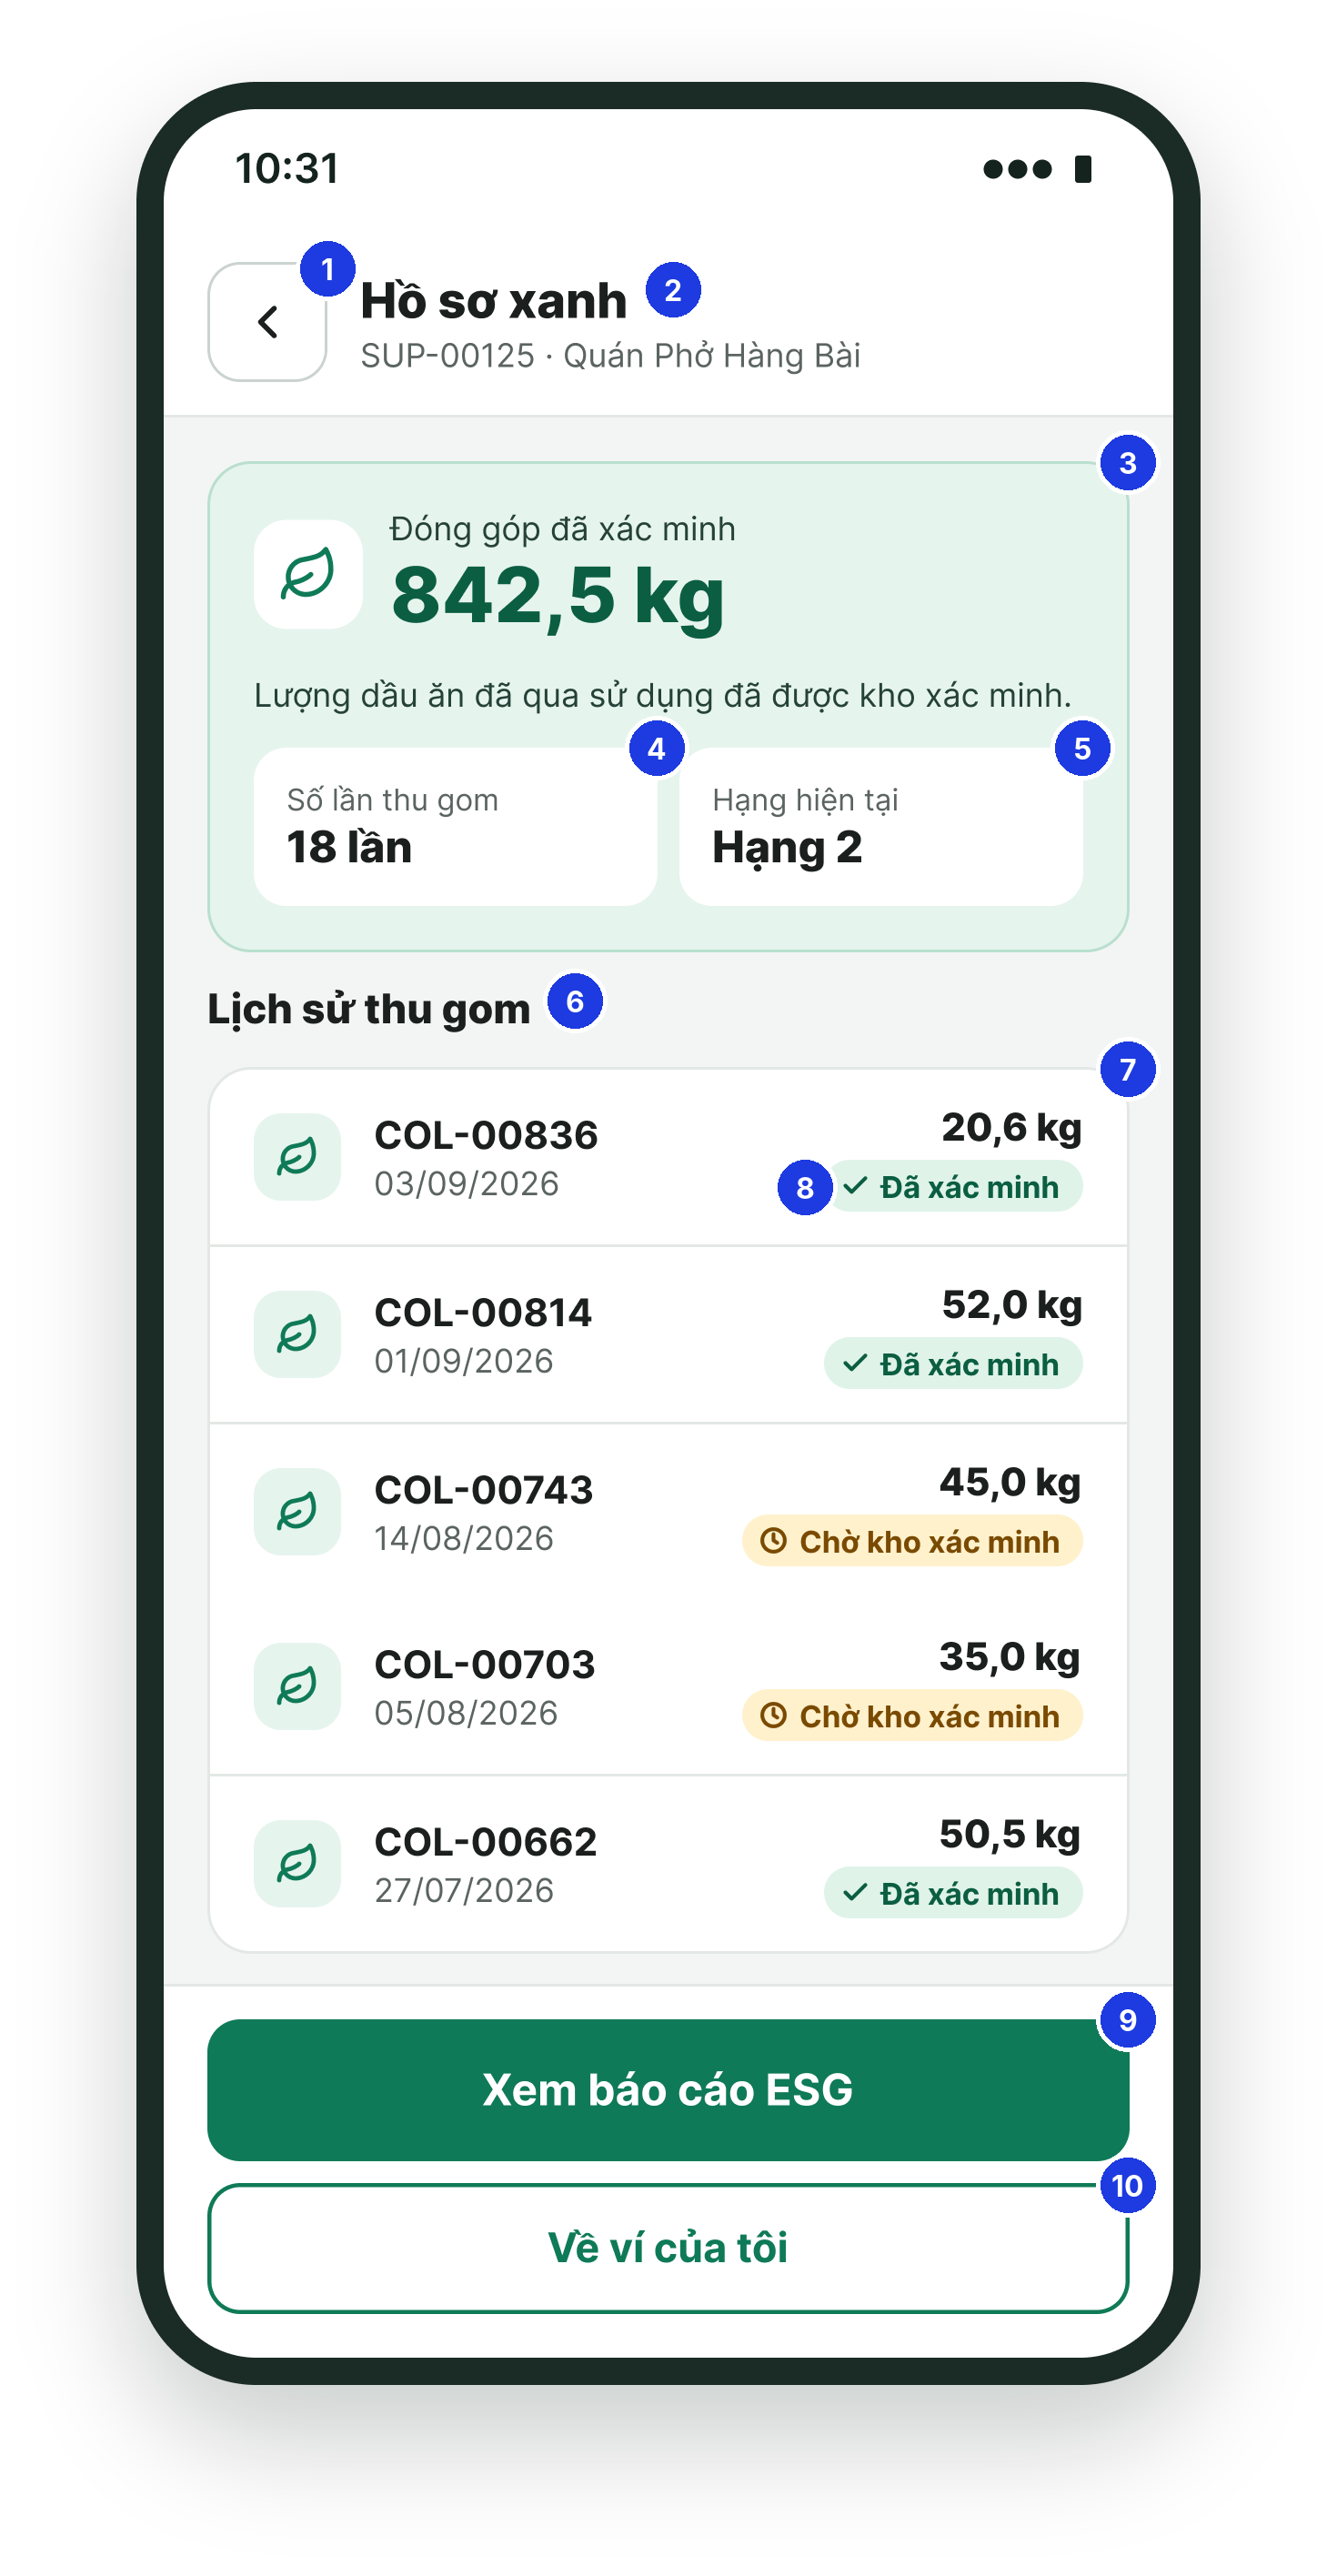 10:31
1
Hồ sơ xanh 2
SUP-00125 · Quán Phở Hàng Bài
3
Đóng góp đã xác minh
842,5 kg
Lượng dầu ăn đã qua sử dụng đã được kho xác minh.
4
5
Số lần thu gom
18 lần
Hạng hiện tại
Hạng 2
Lịch sử thu gom 6
7
COL-00836
03/09/2026
20,6 kg
8 Đã xác minh
COL-00814
01/09/2026
52,0 kg
Đã xác minh
COL-00743
14/08/2026
45,0 kg
Chờ kho xác minh
COL-00703
05/08/2026
35,0 kg
Chờ kho xác minh
COL-00662
27/07/2026
50,5 kg
Đã xác minh
9
Xem báo cáo ESG
10
Về ví của tôi